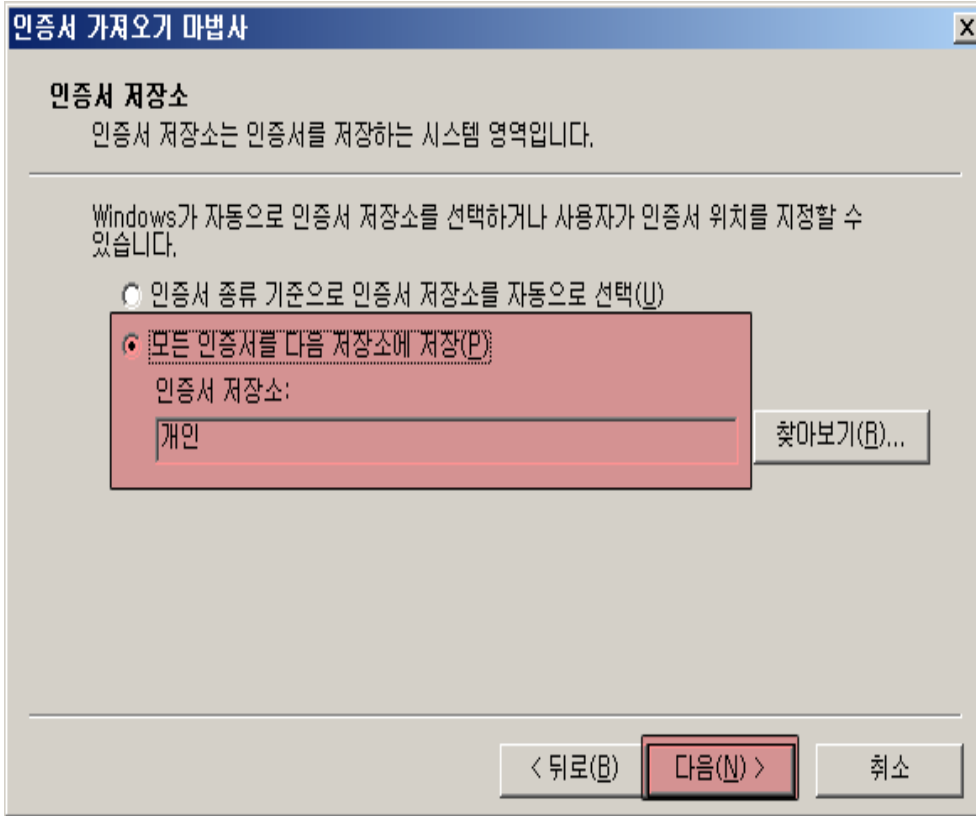 인증서 가져오기 마법사
인증서 저장소
인증서 저장소는 인증서를 저장하는 시스템 영역입니다.
Windows가 자동으로 인증서 저장소를 선택하거나 사용자가 인증서 위치를 지정할 수
있습니다.
인증서 종류 기준으로 인증서 저장소를 자동으로 선택(U)
모든 인증서를 다음 저장소에 저장(P)
인증서 저장소:
개인
찾아보기(R)...
< 뒤로(B)
다음(N) >
취소